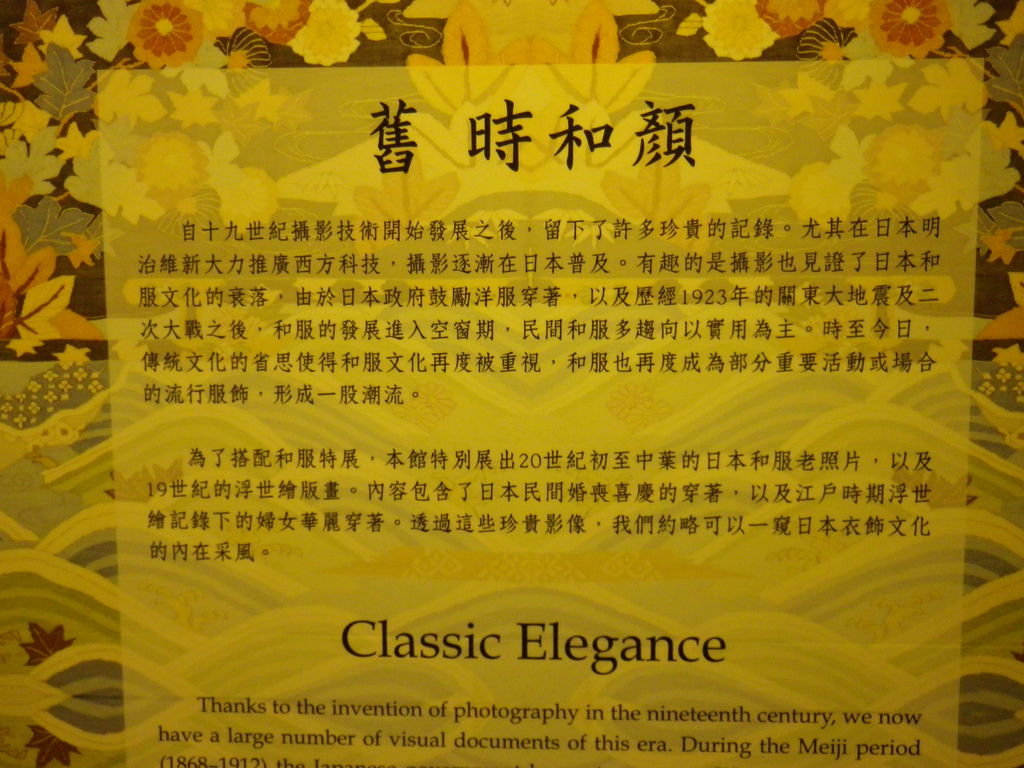 舊時和顏
自十九世紀攝影技術開始發展之後，留下了許多珍貴的記錄。尤其在日本明
治維新大力推廣西方科技，攝影逐漸在日本普及。有趣的是攝影也見證了日本和
服文化的衰落，由於日本政府鼓勵洋服穿著，以及歷經1923年的關東大地震及二
次大戰之後，和服的發展進入空窗期，民間和服多趨向以實用為主。時至今日，
傳統文化的省思使得和服文化再度被重視，和服也再度成為部分重要活動或場合
的流行服飾，形成一股潮流。
為了搭配和服特展，本館特別展出20世紀初至中葉的日本和服老照片，以及
19世紀的浮世繪版畫。內容包含了日本民間婚喪喜慶的穿著，以及江戶時期浮世
繪記錄下的婦女華麗穿著。透過這些珍貴影像，我們約略可以一窺日本衣飾文化
的內在采風。
Classic Elegance
Thanks to the invention of photography in the nineteenth century, we now
have a large number of visual documents of this era. During the Meiji period
(1868–1912) the Japanese